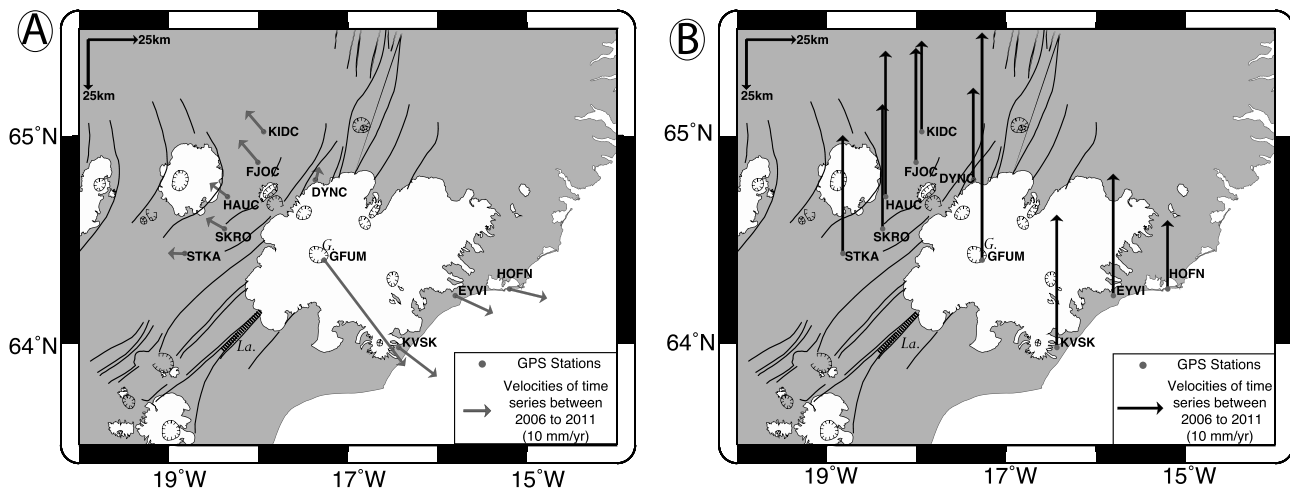 A
25km
25km
KIDC
FJOC
DYNC
HAUC
SKRO
STKA
G.
GFUM
HOFN
EYVI
KVSK
La.
GPS Stations
Velocities of time
series between
2006 to 2011
(10 mm/yr)
65°N
64°N
19°W
17°W
15°W
B
25km
25km
KIDC
FJOC
DYNC
HAUC
SKRO
STKA
G.
GFUM
HOFN
EYVI
KVSK
La.
GPS Stations
Velocities of time
series between
2006 to 2011
(10 mm/yr)
65°N
64°N
19°W
17°W
15°W